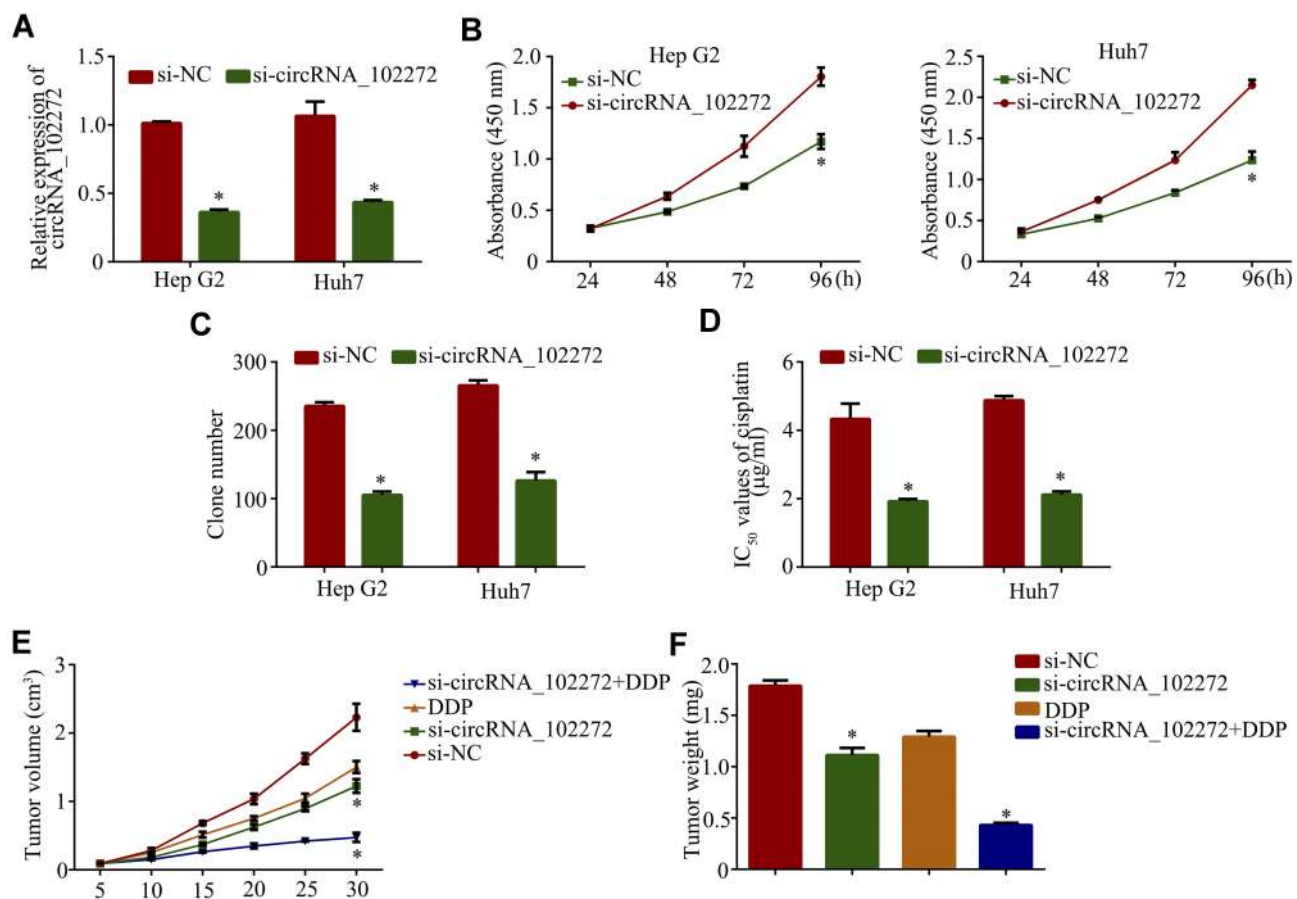 A
Relative expression of
circRNA_102272
1.5
1.0
0.5
0
si-NC
si-circRNA_102272
*
*
Hep G2
Huh7
B
Hep G2
Absorbance (450 nm)
2.0
1.5
1.0
0.5
0
si-NC
si-circRNA_102272
*
24 48 72 96(h)
Huh7
Absorbance (450 nm)
2.5
2.0
1.5
1.0
0.5
0
si-NC
si-circRNA_102272
*
24 48 72 96(h)
C
Clone number
300
200
100
0
si-NC
si-circRNA_102272
*
*
Hep G2
Huh7
D
IC50 values of cisplatin
(μg/ml)
6
4
2
0
si-NC
si-circRNA_102272
*
*
Hep G2
Huh7
E
Tumor volume (cm³)
3
2
1
0
si-circRNA_102272+DDP
DDP
si-circRNA_102272
si-NC
*
*
5 10 15 20 25 30
F
Tumor weight (mg)
2.0
1.5
1.0
0.5
0
*
*
si-NC
si-circRNA_102272
DDP
si-circRNA_102272+DDP